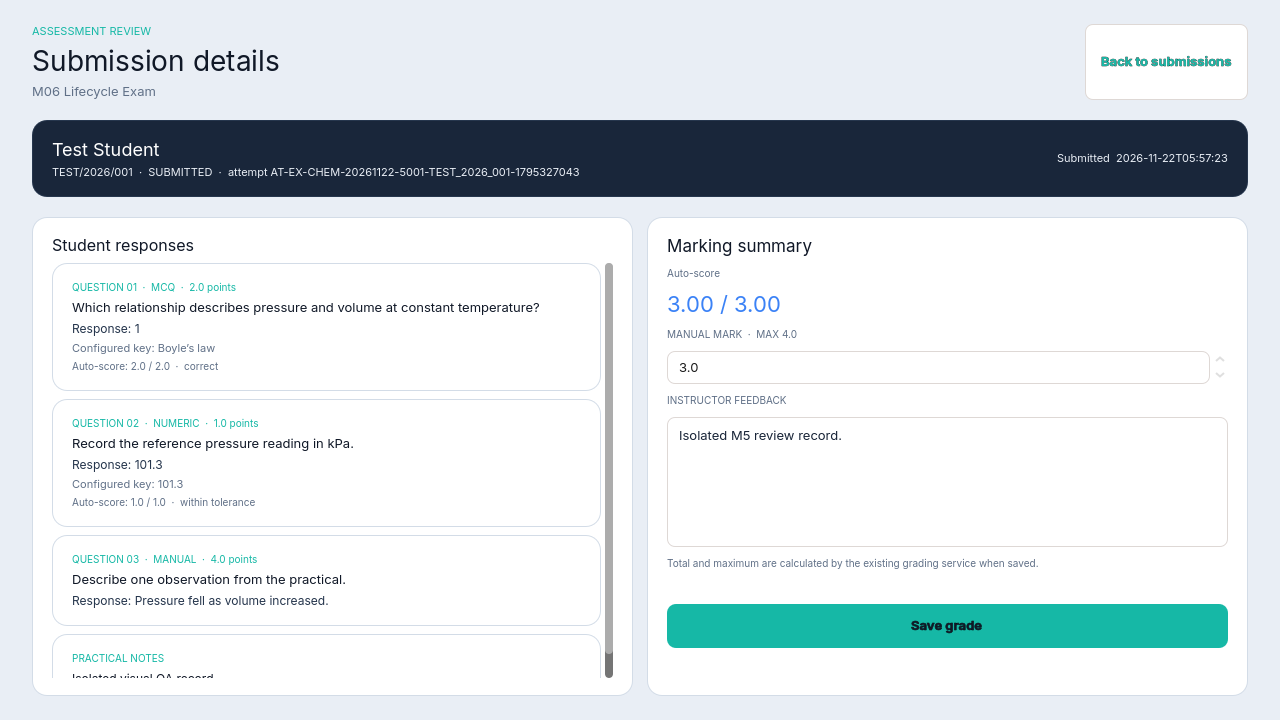 ASSESSMENT REVIEW
Submission details
M06 Lifecycle Exam
Back to submissions
Test Student
TEST/2026/001 · SUBMITTED · attempt AT-EX-CHEM-20261122-5001-TEST_2026_001-1795327043
Submitted 2026-11-22T05:57:23
Student responses
QUESTION 01 · MCQ · 2.0 points
Which relationship describes pressure and volume at constant temperature?
Response: 1
Configured key: Boyle's law
Auto-score: 2.0 / 2.0 · correct
QUESTION 02 · NUMERIC · 1.0 points
Record the reference pressure reading in kPa.
Response: 101.3
Configured key: 101.3
Auto-score: 1.0 / 1.0 · within tolerance
QUESTION 03 · MANUAL · 4.0 points
Describe one observation from the practical.
Response: Pressure fell as volume increased.
PRACTICAL NOTES
Isolated visual QA record
Marking summary
Auto-score
3.00 / 3.00
MANUAL MARK · MAX 4.0
3.0
INSTRUCTOR FEEDBACK
Isolated M5 review record.
Total and maximum are calculated by the existing grading service when saved.
Save grade